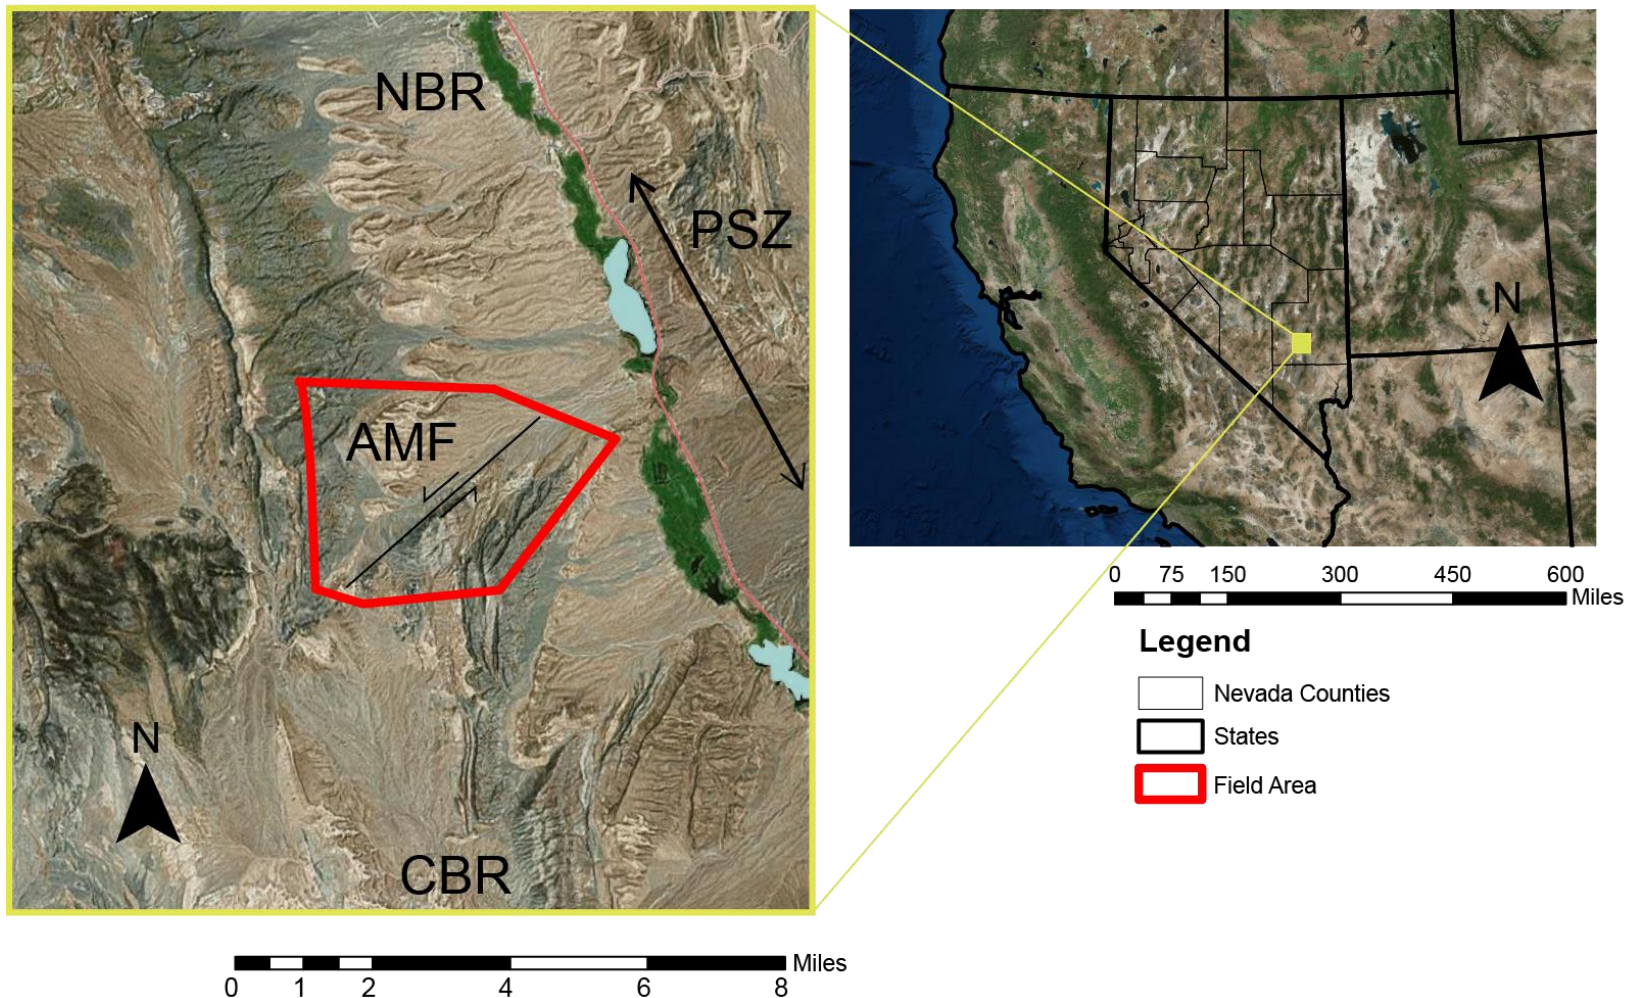 NBR
PSZ
AMF
N
CBR
0 1 2 4 6 8 Miles
N
0 75 150 300 450 600
Miles
Legend
Nevada Counties
States
Field Area